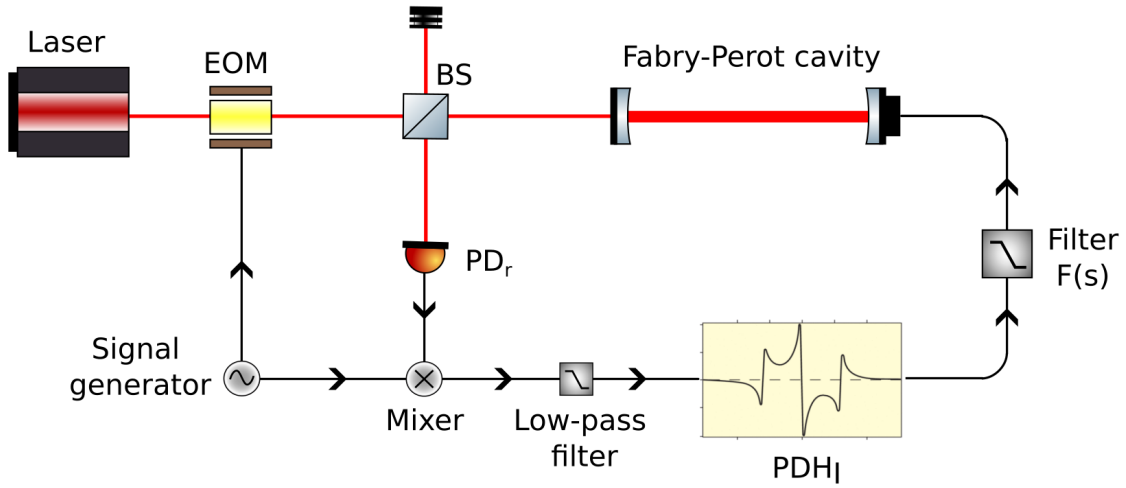 Laser
EOM
BS
Fabry-Perot cavity
PDr
Filter
F(s)
Signal
generator
Mixer
Low-pass
filter
PDHI